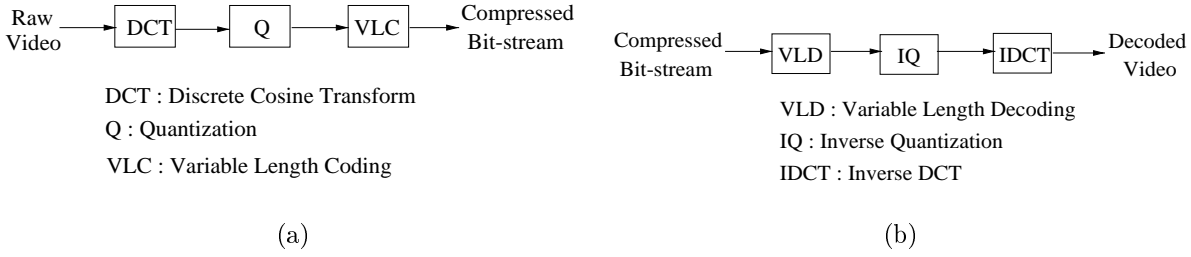 Raw
Video
DCT
Q
VLC
Compressed
Bit-stream
DCT : Discrete Cosine Transform
Q : Quantization
VLC : Variable Length Coding
(a)
Compressed
Bit-stream
VLD
IQ
IDCT
Decoded
Video
VLD : Variable Length Decoding
IQ : Inverse Quantization
IDCT : Inverse DCT
(b)